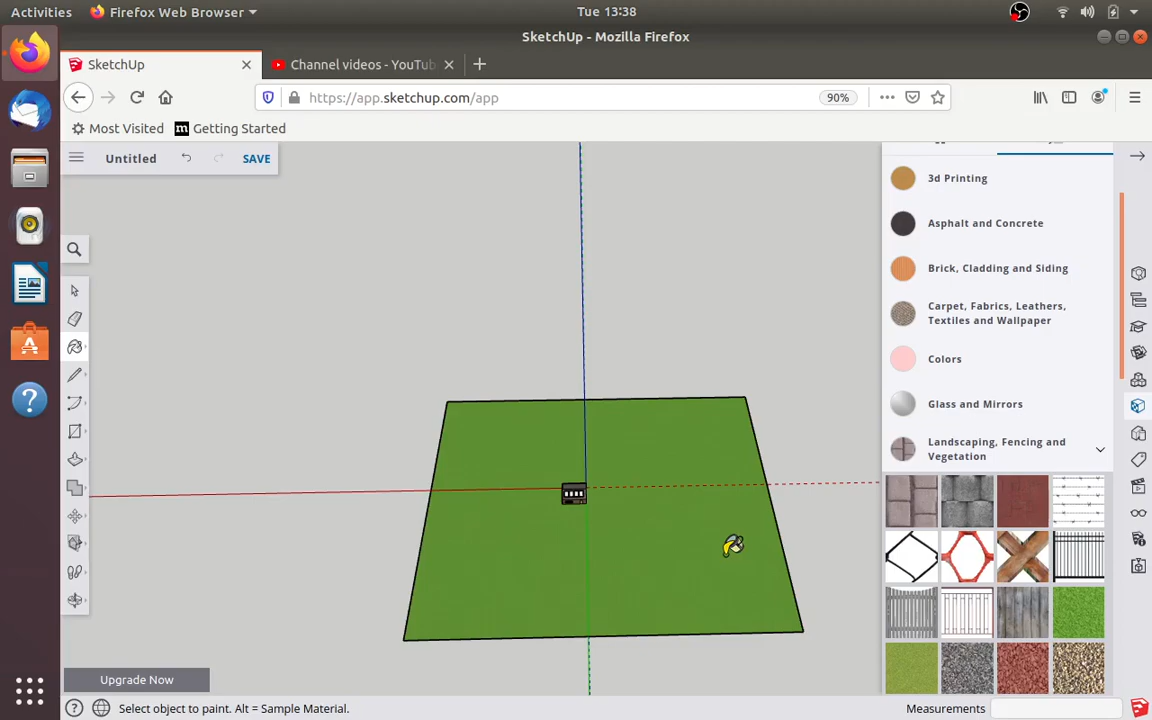 Activities
Firefox Web Browser
Tue 13:38
SketchUp - Mozilla Firefox
SketchUp
Channel videos - YouTub
https://app.sketchup.com/app
90%
Most Visited
m Getting Started
Untitled
SAVE
3d Printing
Asphalt and Concrete
Brick, Cladding and Siding
Carpet, Fabrics, Leathers,
Textiles and Wallpaper
Colors
Glass and Mirrors
Landscaping, Fencing and
Vegetation
Upgrade Now
Select object to paint. Alt = Sample Material.
Measurements